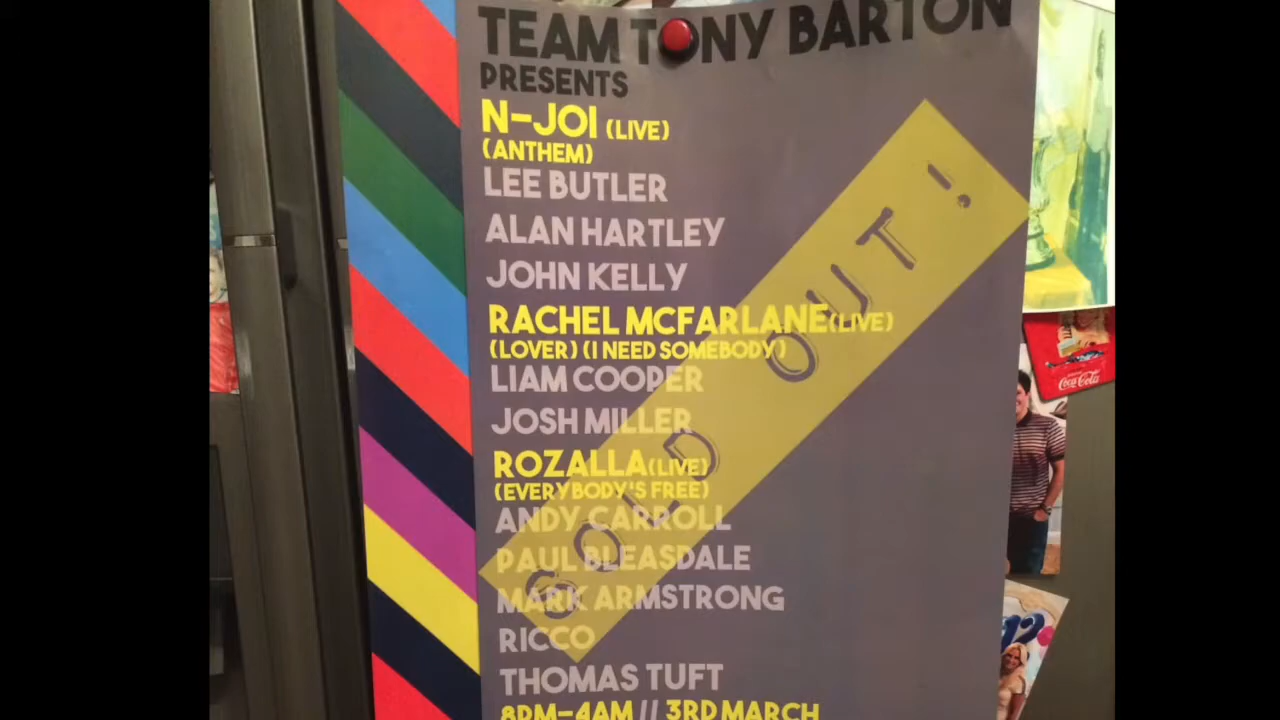 TEAM TONY BARTON
PRESENTS
N-JOI (LIVE)
(ANTHEM)
LEE BUTLER
ALAN HARTLEY
JOHN KELLY
RACHEL MCFARLANE(LIVE)
(LOVER) (I NEED SOMEBODY)
LIAM COOPER
JOSH MILLER
ROZALLA(LIVE)
(EVERYBODY'S FREE)
ANDY CARROLL
PAUL BLEASDALE
MARK ARMSTRONG
RICCO
THOMAS TUFT
8PM-4AM // 3RD MARCH
SOLD OUT !
Coca-Cola
12